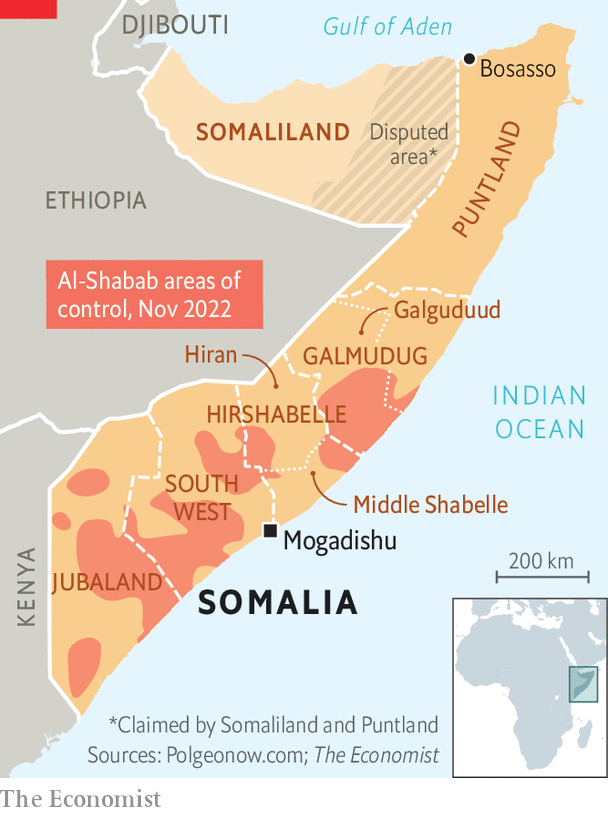 DJIBOUTI
Gulf of Aden
Bosasso
SOMALILAND
Disputed
area*
PUNTLAND
ETHIOPIA
Al-Shabab areas of
control, Nov 2022
Galguduud
Hiran
GALMUDUG
INDIAN
OCEAN
HIRSHABELLE
SOUTH
WEST
Middle Shabelle
Mogadishu
200 km
KENYA
JUBALAND
SOMALIA
*Claimed by Somaliland and Puntland
Sources: Polgeonow.com; The Economist
The Economist